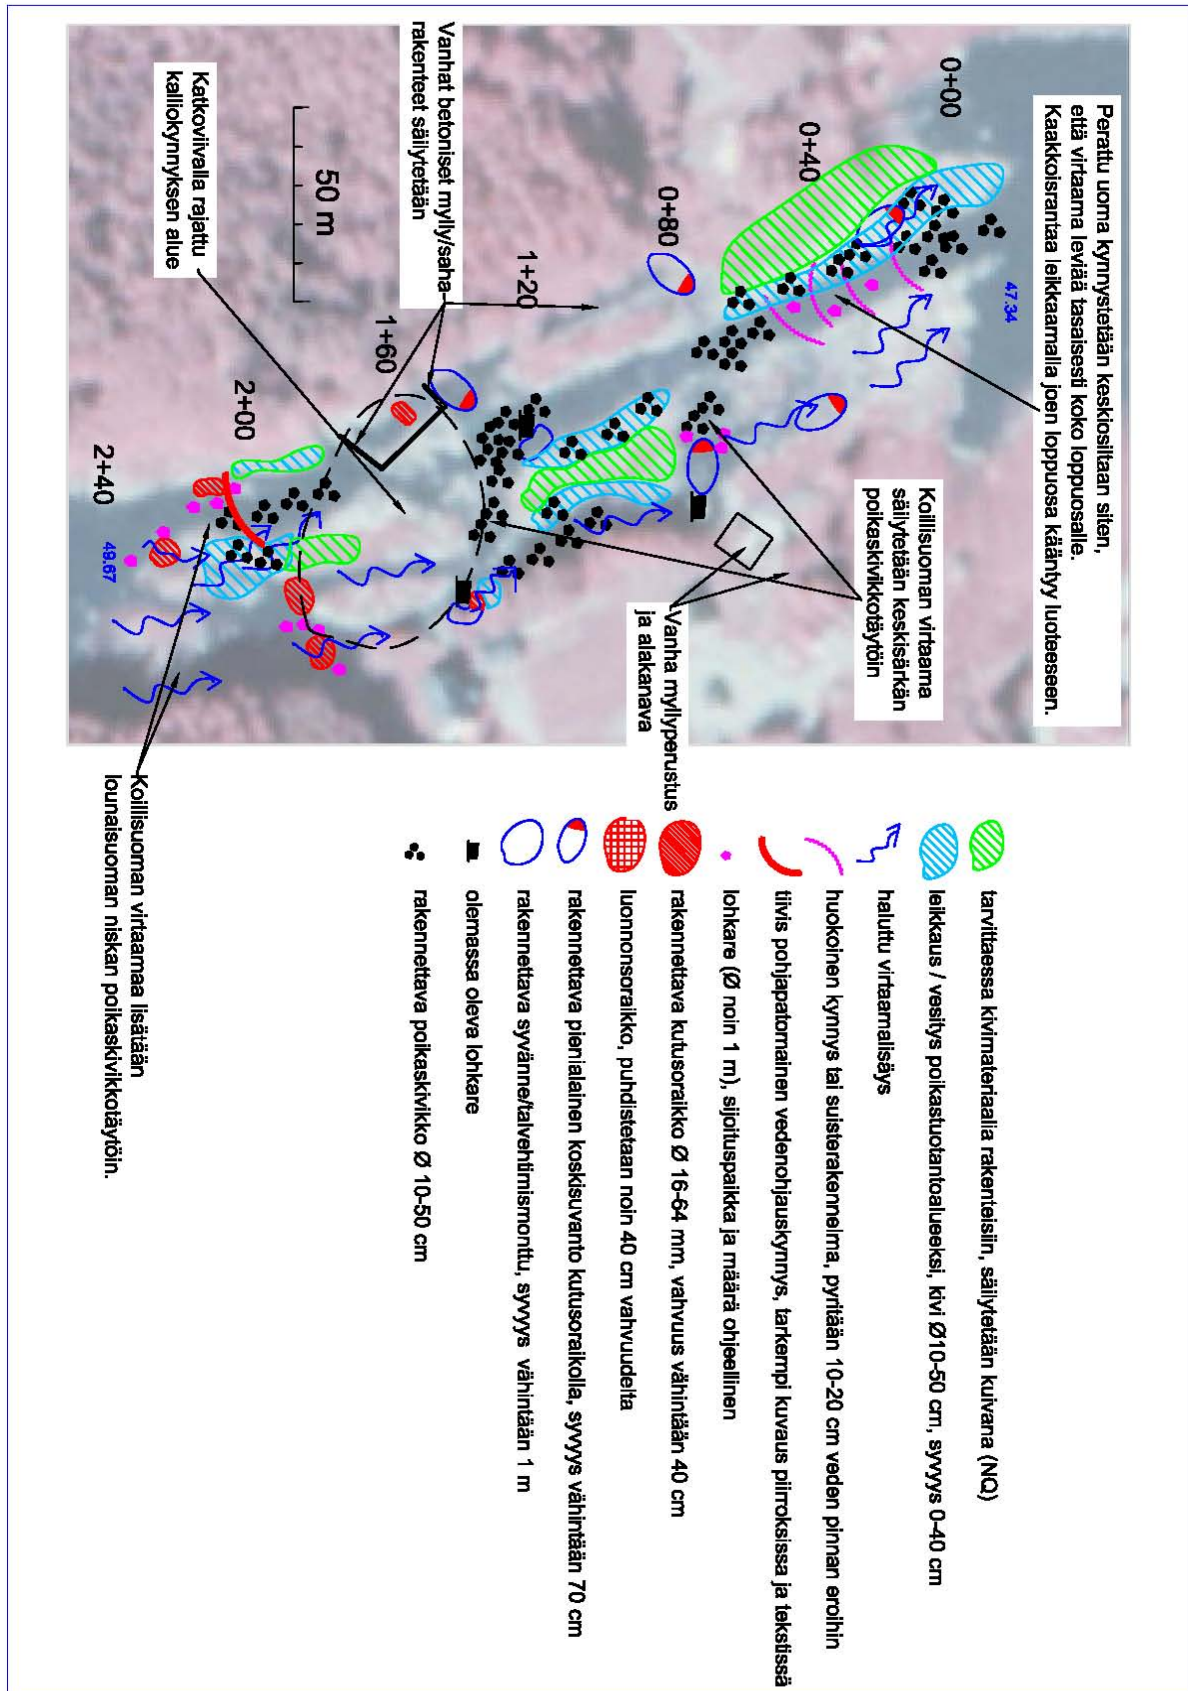 Perattu uoma kynnystetään keskiosiltaan siten,
että virtaama leviää tasaisesti koko loppuosalle.
Kaakkoisrantaa leikkaamalla joen loppuosa kääntyy luoteeseen.
0+00
0+40
0+80
1+20
1+60
2+00
2+40
47.34
49.67
Koillisuoman virtaama
säilytetään keskisärkän
poikaskivikkotäytöin
Vanha myllyperustus
ja alakanava
Vanhat betoniset mylly/saha-
rakenteet säilytetään
50 m
Katkoviivalla rajattu
kalliokynnyksen alue
Koillisuoman virtaamaa lisätään
lounaisuoman niskan poikaskivikkotäytöin.
tarvittaessa kivimateriaalia rakenteisiin, säilytetään kuivana (NQ)
leikkaus / vesitys poikastuotantoalueeksi, kivi Ø10-50 cm, syvyys 0-40 cm
haluttu virtaamalisäys
huokoinen kynnys tai suisterakennelma, pyritään 10-20 cm veden pinnan eroihin
tiivis pohjapatomainen vedenohjauskynnys, tarkempi kuvaus piirroksissa ja tekstissä
lohkare (Ø noin 1 m), sijoituspaikka ja määrä ohjeellinen
rakennettava kutusoraikko Ø 16-64 mm, vahvuus vähintään 40 cm
luonnonsoraikko, puhdistetaan noin 40 cm vahvuudelta
rakennettava pienialainen koskisuvanto kutusoraikolla, syvyys vähintään 70 cm
rakennettava syvänne/talvehtimismonttu, syvyys vähintään 1 m
olemassa oleva lohkare
rakennettava poikaskivikko Ø 10-50 cm